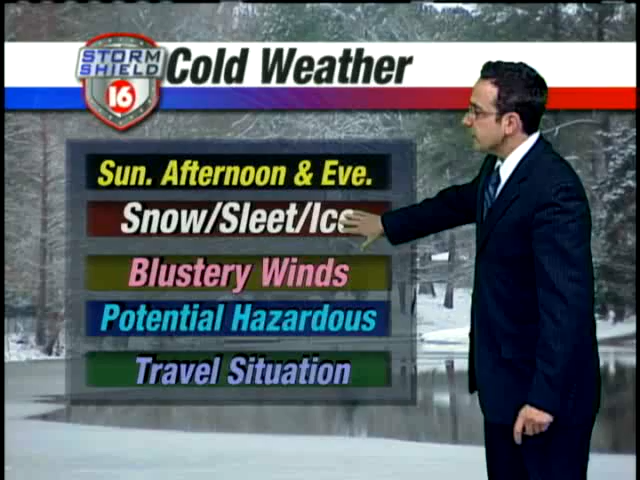 STORM
SHIELD
16
Cold Weather
Sun. Afternoon & Eve.
Snow/Sleet/Ice
Blustery Winds
Potential Hazardous
Travel Situation